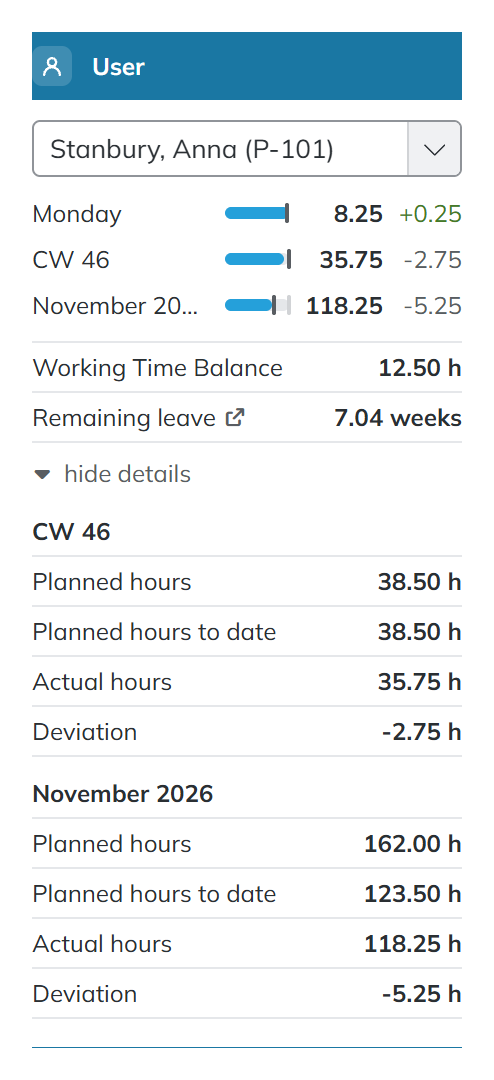 User
Stanbury, Anna (P-101)
Monday 8.25 +0.25
CW 46 35.75 -2.75
November 20... 118.25 -5.25
Working Time Balance 12.50 h
Remaining leave 7.04 weeks
hide details
CW 46
Planned hours 38.50 h
Planned hours to date 38.50 h
Actual hours 35.75 h
Deviation -2.75 h
November 2026
Planned hours 162.00 h
Planned hours to date 123.50 h
Actual hours 118.25 h
Deviation -5.25 h